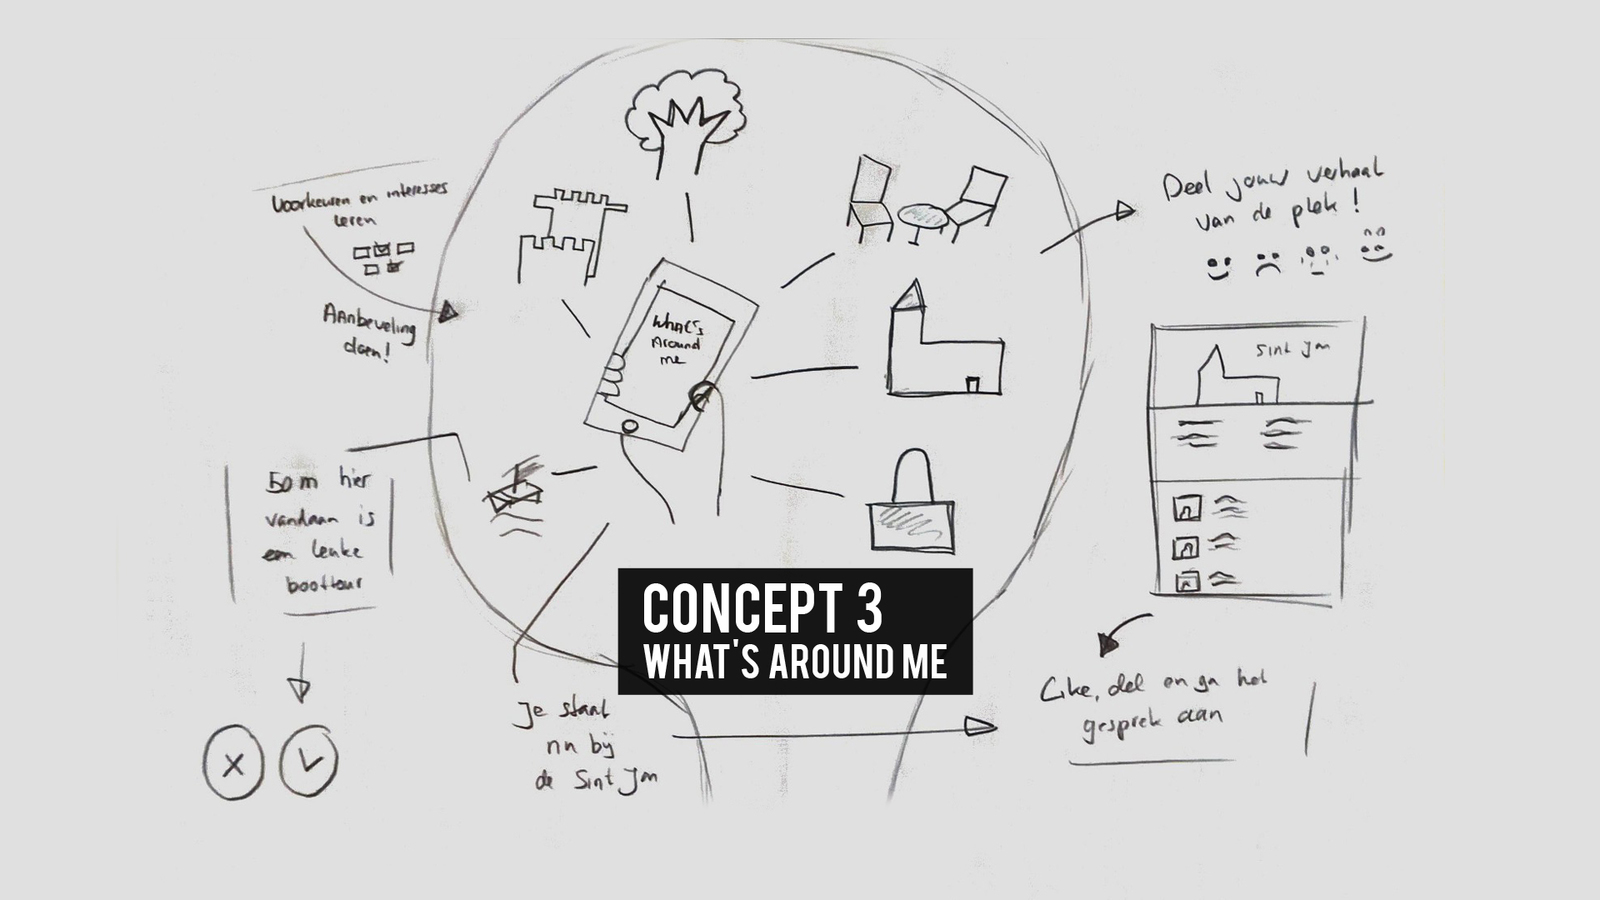 Voorkeuren en interesses
leren
Aanbeveling
doen!
What's
Around
me
Deel jouw verhaal
van de plek!
Sint Jan
50m hier
vandaan is
een leuke
boottour
CONCEPT 3
WHAT'S AROUND ME
Je staat
nu bij
de Sint Jan
Like, deel en ga het
gesprek aan